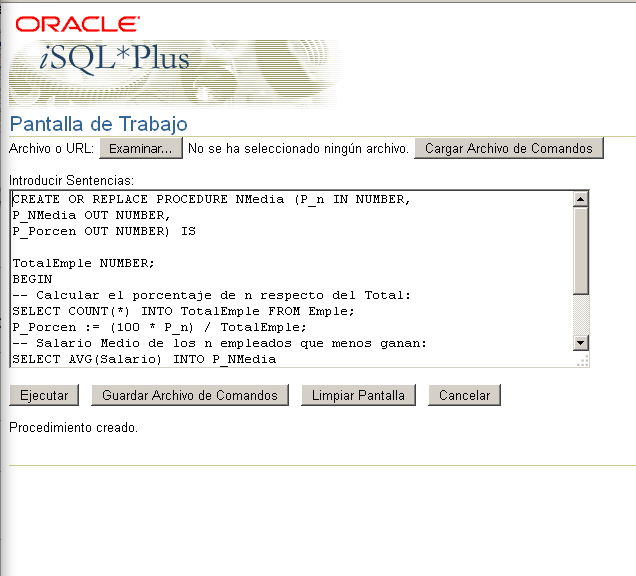 ORACLE
iSQL*Plus
Pantalla de Trabajo
Archivo o URL: Examinar... No se ha seleccionado ningún archivo. Cargar Archivo de Comandos
Introducir Sentencias:
CREATE OR REPLACE PROCEDURE NMedia (P_n IN NUMBER,
P_NMedia OUT NUMBER,
P_Porcen OUT NUMBER) IS
TotalEmple NUMBER;
BEGIN
-- Calcular el porcentaje de n respecto del Total:
SELECT COUNT(*) INTO TotalEmple FROM Emple;
P_Porcen := (100 * P_n) / TotalEmple;
-- Salario Medio de los n empleados que menos ganan:
SELECT AVG(Salario) INTO P_NMedia
Ejecutar Guardar Archivo de Comandos Limpiar Pantalla Cancelar
Procedimiento creado.